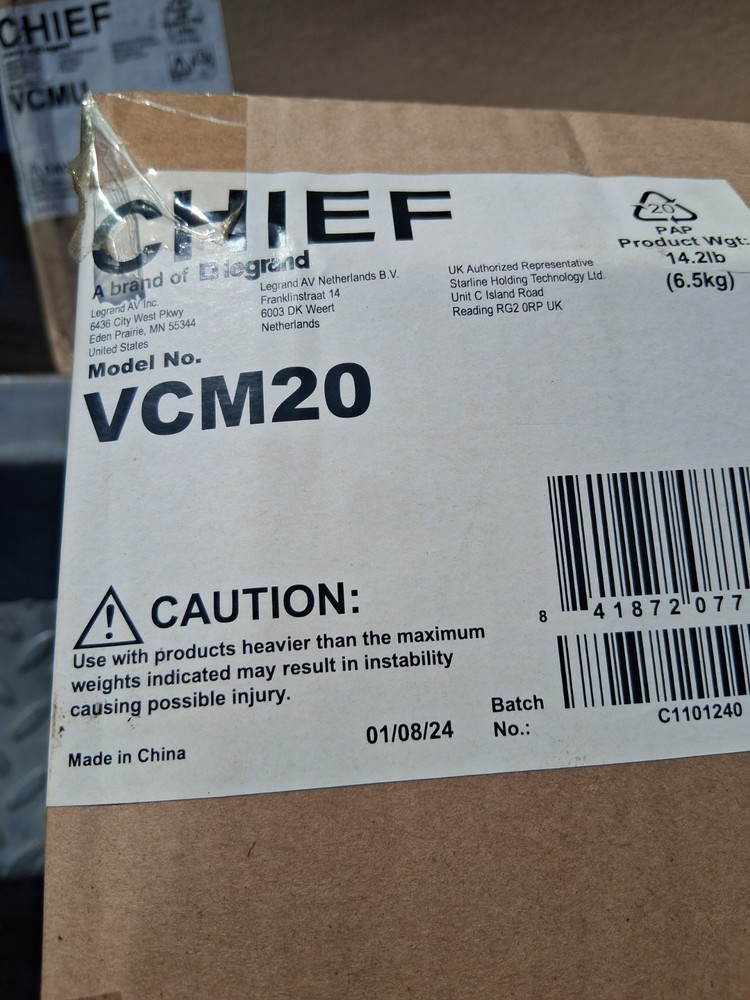 CHIEF
VCMU
CHIEF
A brand of legrand
Legrand AV Inc.
6436 City West Pkwy
Eden Prairie, MN 55344
United States
Legrand AV Netherlands B.V.
Franklinstraat 14
6003 DK Weert
Netherlands
UK Authorized Representative
Starline Holding Technology Ltd.
Unit C Island Road
Reading RG2 0RP UK
20
PAP
Product Wgt:
14.2lb
(6.5kg)
Model No.
VCM20
8 41872 077
CAUTION:
Use with products heavier than the maximum
weights indicated may result in instability
causing possible injury.
Made in China
01/08/24
Batch
No.:
C1101240